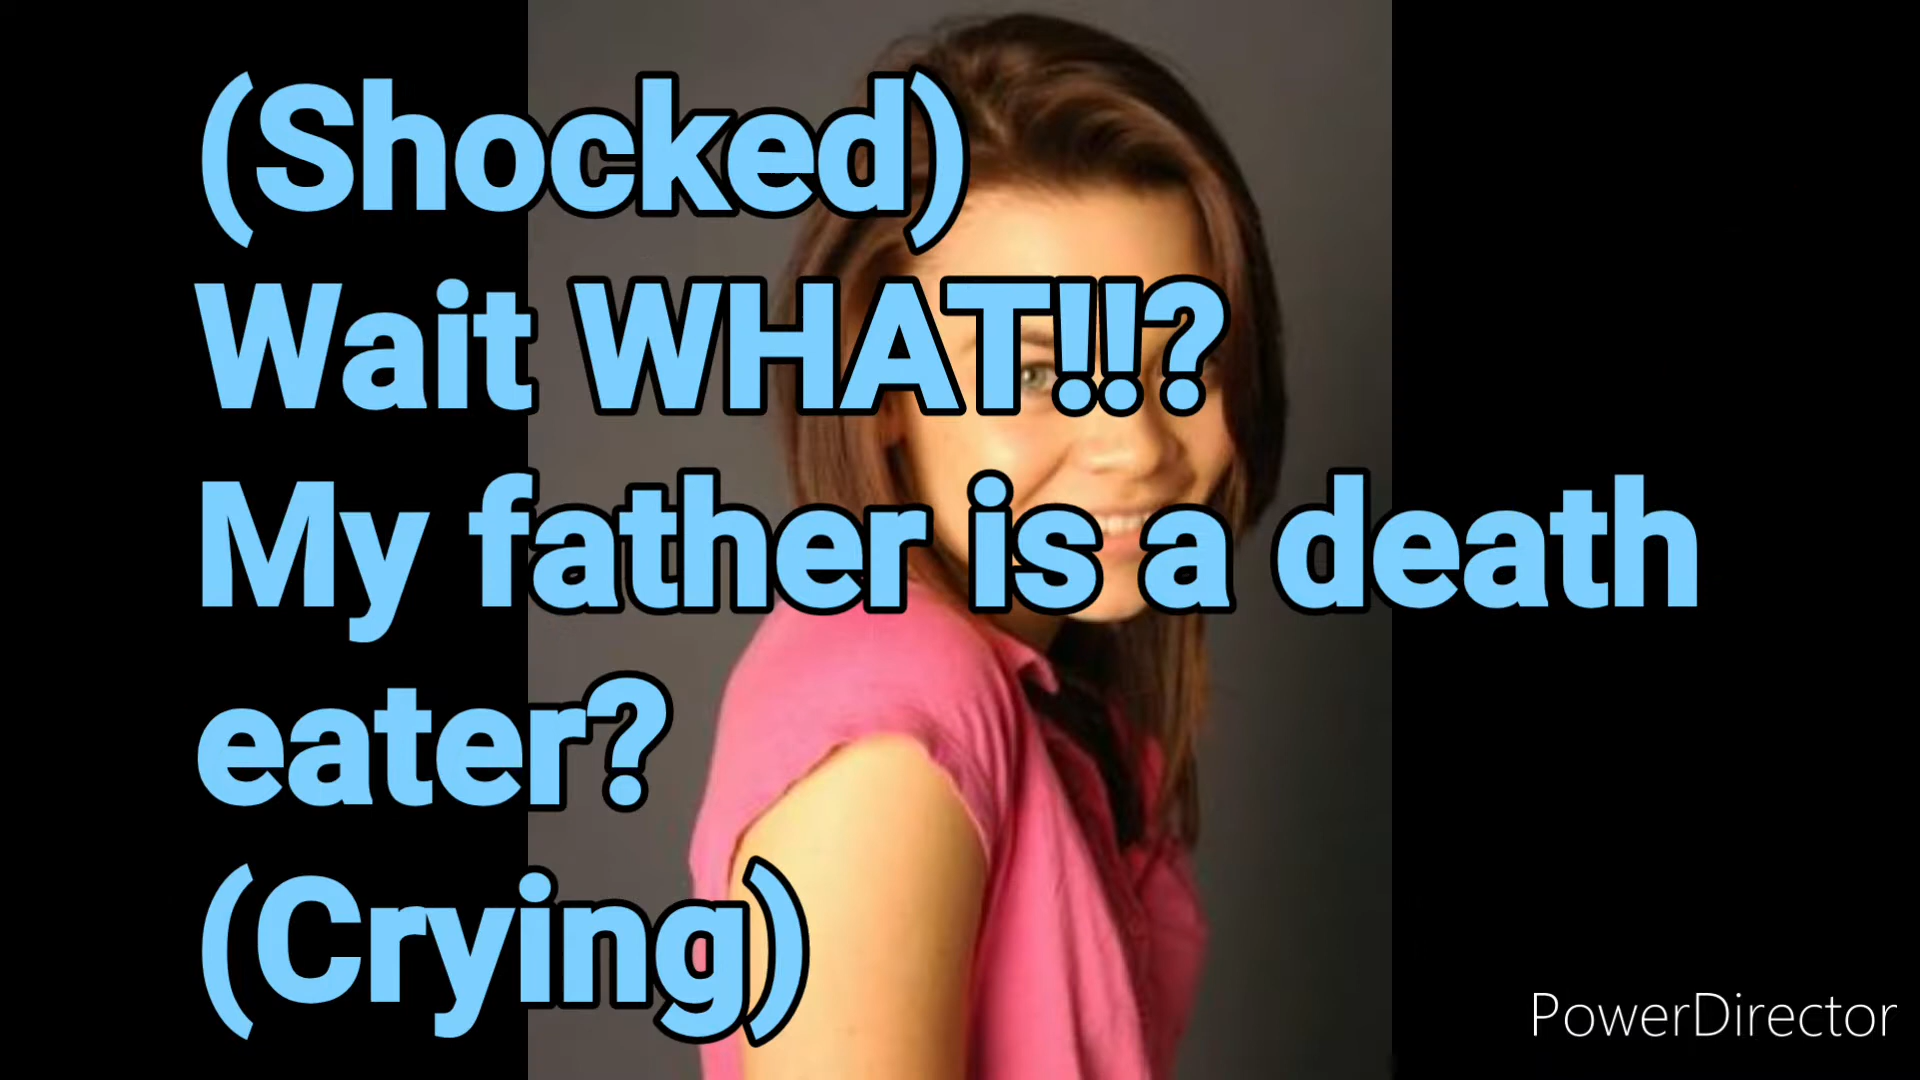 (Shocked)
Wait WHAT!!?
My father is a death
eater?
(Crying)
PowerDirector